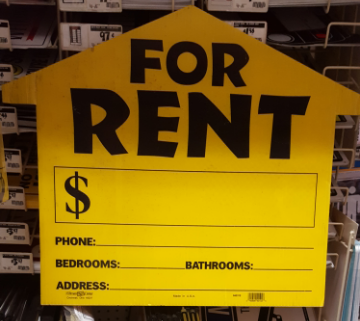 FOR
RENT
$
PHONE:
BEDROOMS: BATHROOMS:
ADDRESS: